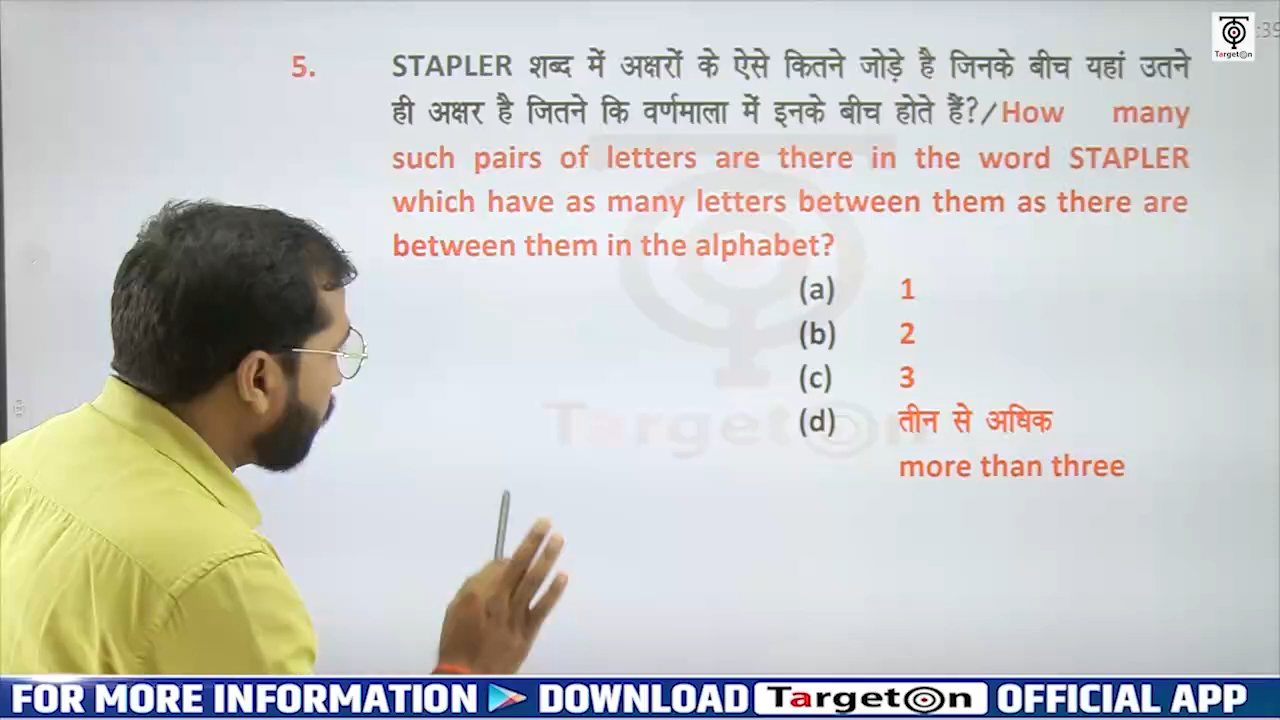 :39
TargetOn
5. STAPLER शब्द में अक्षरों के ऐसे कितने जोड़े है जिनके बीच यहां उतने
ही अक्षर है जितने कि वर्णमाला में इनके बीच होते हैं?/How many
such pairs of letters are there in the word STAPLER
which have as many letters between them as there are
between them in the alphabet?
(a) 1
(b) 2
(c) 3
(d) तीन से अधिक
more than three
TargetOn
FOR MORE INFORMATION DOWNLOAD TargetOn OFFICIAL APP